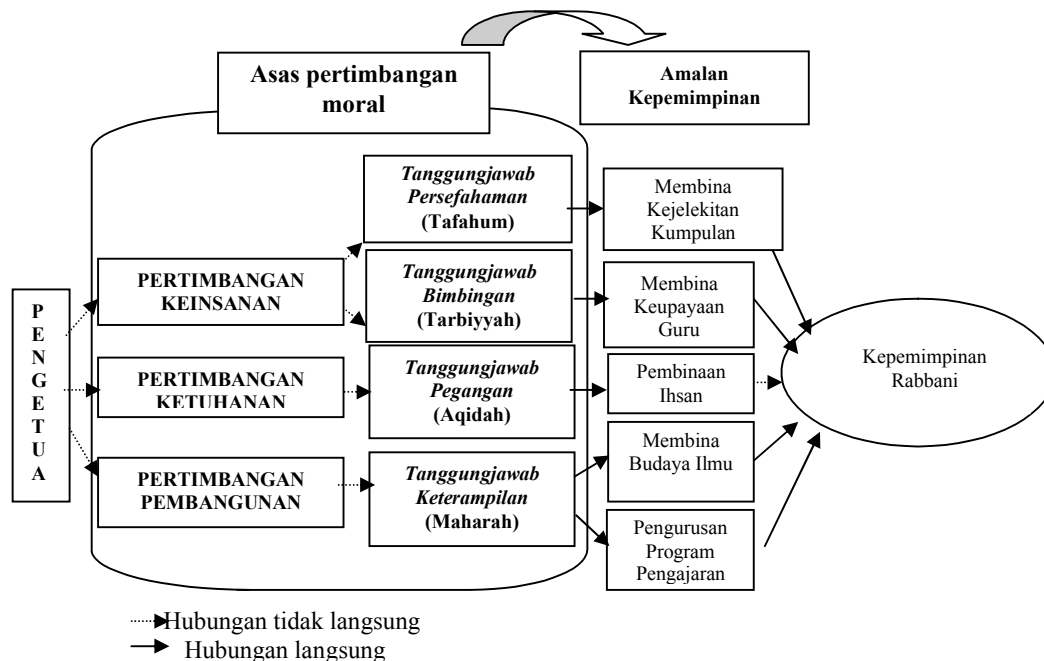 Asas pertimbangan
moral
Amalan
Kepemimpinan
P
E
N
G
E
T
U
A
PERTIMBANGAN
KEINSANAN
PERTIMBANGAN
KETUHANAN
PERTIMBANGAN
PEMBANGUNAN
Tanggungjawab
Persefahaman
(Tafahum)
Tanggungjawab
Bimbingan
(Tarbiyyah)
Tanggungjawab
Pegangan
(Aqidah)
Tanggungjawab
Keterampilan
(Maharah)
Membina
Kejelekitan
Kumpulan
Membina
Keupayaan
Guru
Pembinaan
Ihsan
Membina
Budaya Ilmu
Pengurusan
Program
Pengajaran
Kepemimpinan
Rabbani
Hubungan tidak langsung
Hubungan langsung